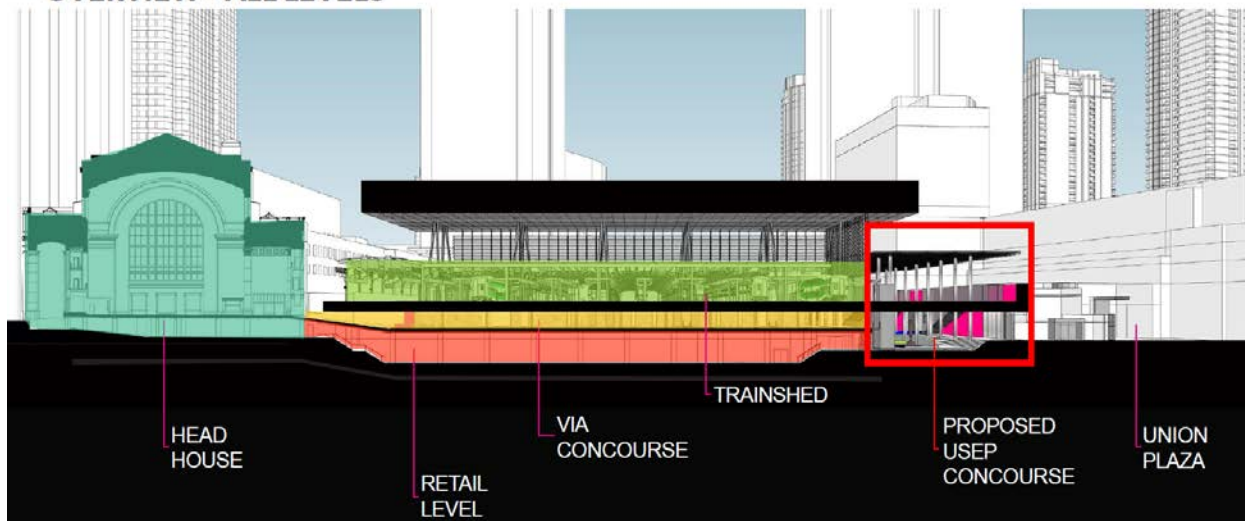 HEAD
HOUSE
RETAIL
LEVEL
VIA
CONCOURSE
TRAINSHED
PROPOSED
USEP
CONCOURSE
UNION
PLAZA